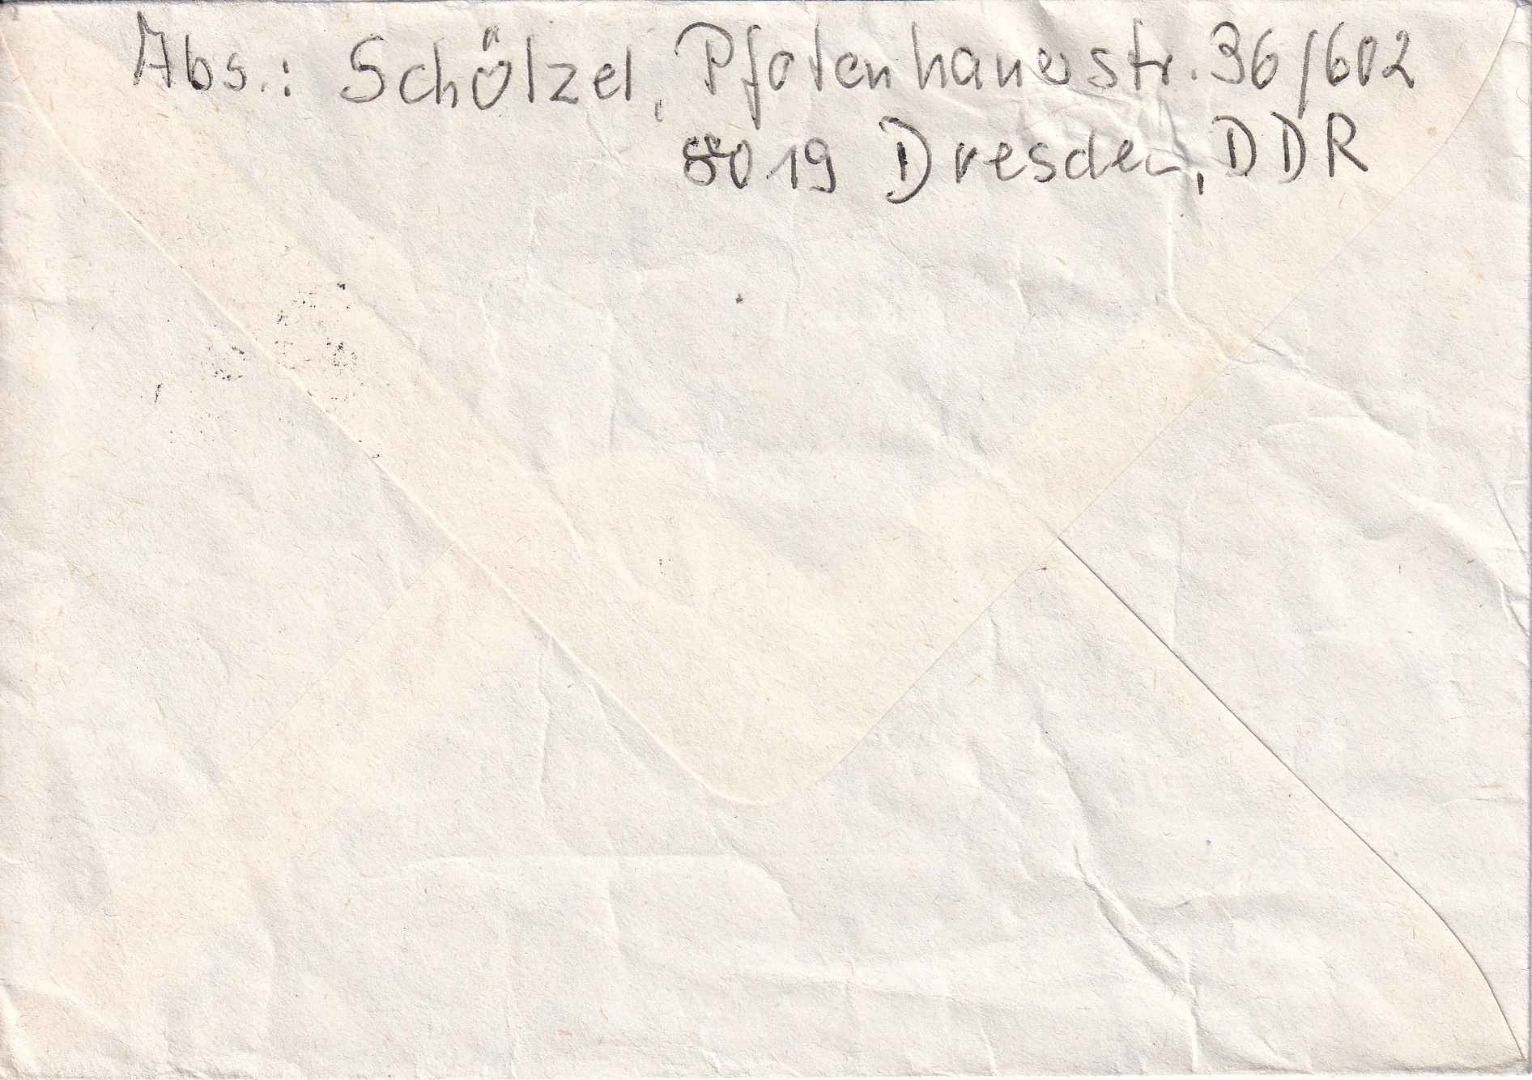 Abs.: Schölzel, Pfotenhauerstr. 36/602
8019 Dresden, DDR